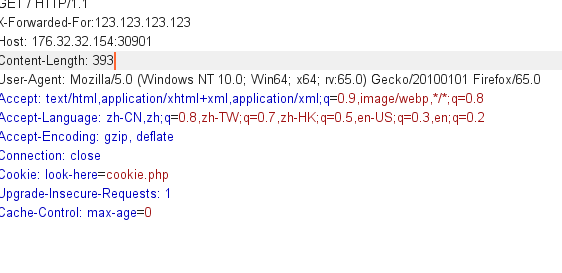 GET / HTTP/1.1
X-Forwarded-For:123.123.123.123
Host: 176.32.32.154:30901
Content-Length: 393
User-Agent: Mozilla/5.0 (Windows NT 10.0; Win64; x64; rv:65.0) Gecko/20100101 Firefox/65.0
Accept: text/html,application/xhtml+xml,application/xml;q=0.9,image/webp,*/*;q=0.8
Accept-Language: zh-CN,zh;q=0.8,zh-TW;q=0.7,zh-HK;q=0.5,en-US;q=0.3,en;q=0.2
Accept-Encoding: gzip, deflate
Connection: close
Cookie: look-here=cookie.php
Upgrade-Insecure-Requests: 1
Cache-Control: max-age=0